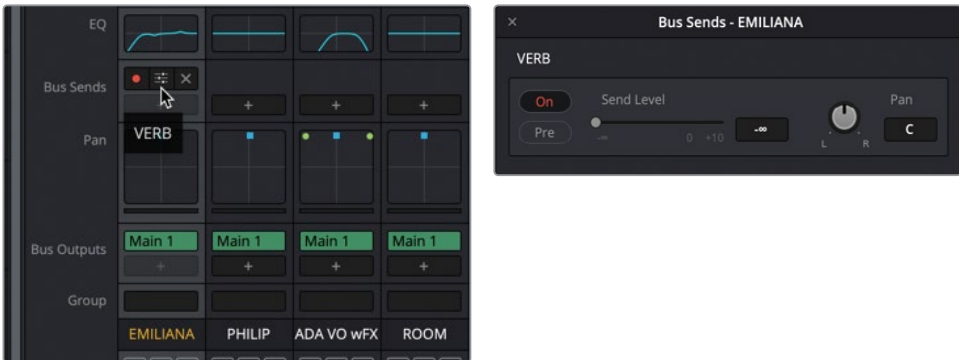 EQ
Bus Sends
+ + +
VERB
Pan
Bus Outputs
Main 1 Main 1 Main 1 Main 1
+ + + +
Group
EMILIANA PHILIP ADA VO wFX ROOM
× Bus Sends - EMILIANA
VERB
On Send Level Pan
Pre -∞ 0 +10 -∞ L R C